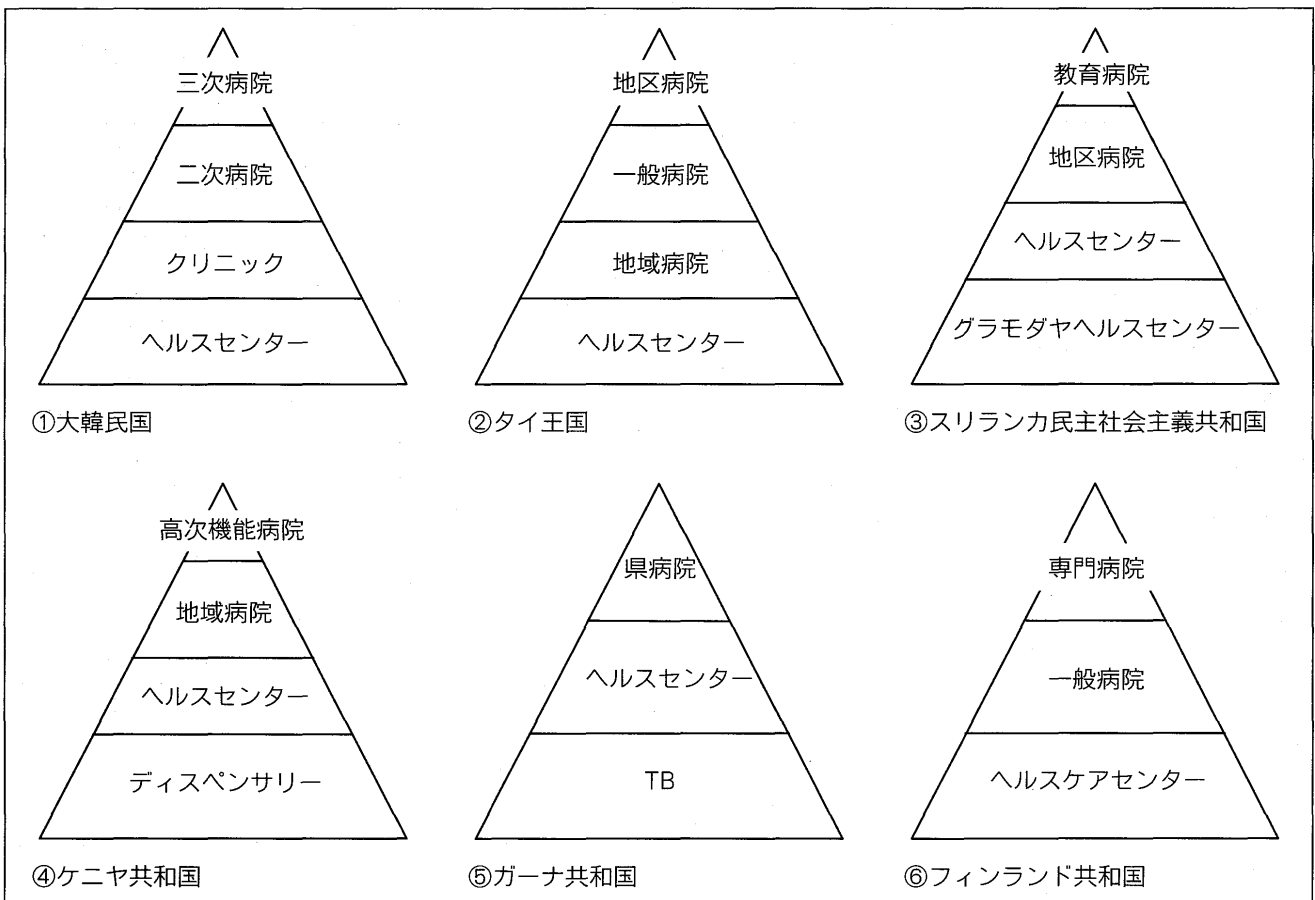 三次病院
二次病院
クリニック
ヘルスセンター
①大韓民国
地区病院
一般病院
地域病院
ヘルスセンター
②タイ王国
教育病院
地区病院
ヘルスセンター
グラモダヤヘルスセンター
③スリランカ民主社会主義共和国
高次機能病院
地域病院
ヘルスセンター
ディスペンサリー
④ケニヤ共和国
県病院
ヘルスセンター
TB
⑤ガーナ共和国
専門病院
一般病院
ヘルスケアセンター
⑥フィンランド共和国